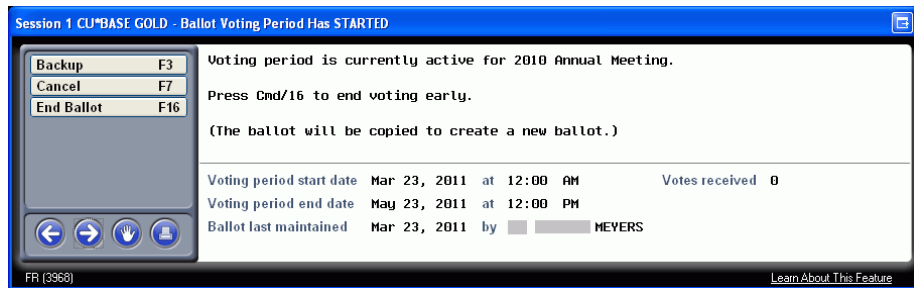 Session 1 CU*BASE GOLD - Ballot Voting Period Has STARTED
Backup F3
Cancel F7
End Ballot F16
Voting period is currently active for 2010 Annual Meeting.
Press Cmd/16 to end voting early.
(The ballot will be copied to create a new ballot.)
Voting period start date Mar 23, 2011 at 12:00 AM Votes received 0
Voting period end date May 23, 2011 at 12:00 PM
Ballot last maintained Mar 23, 2011 by MEYERS
FR (3968) Learn About This Feature